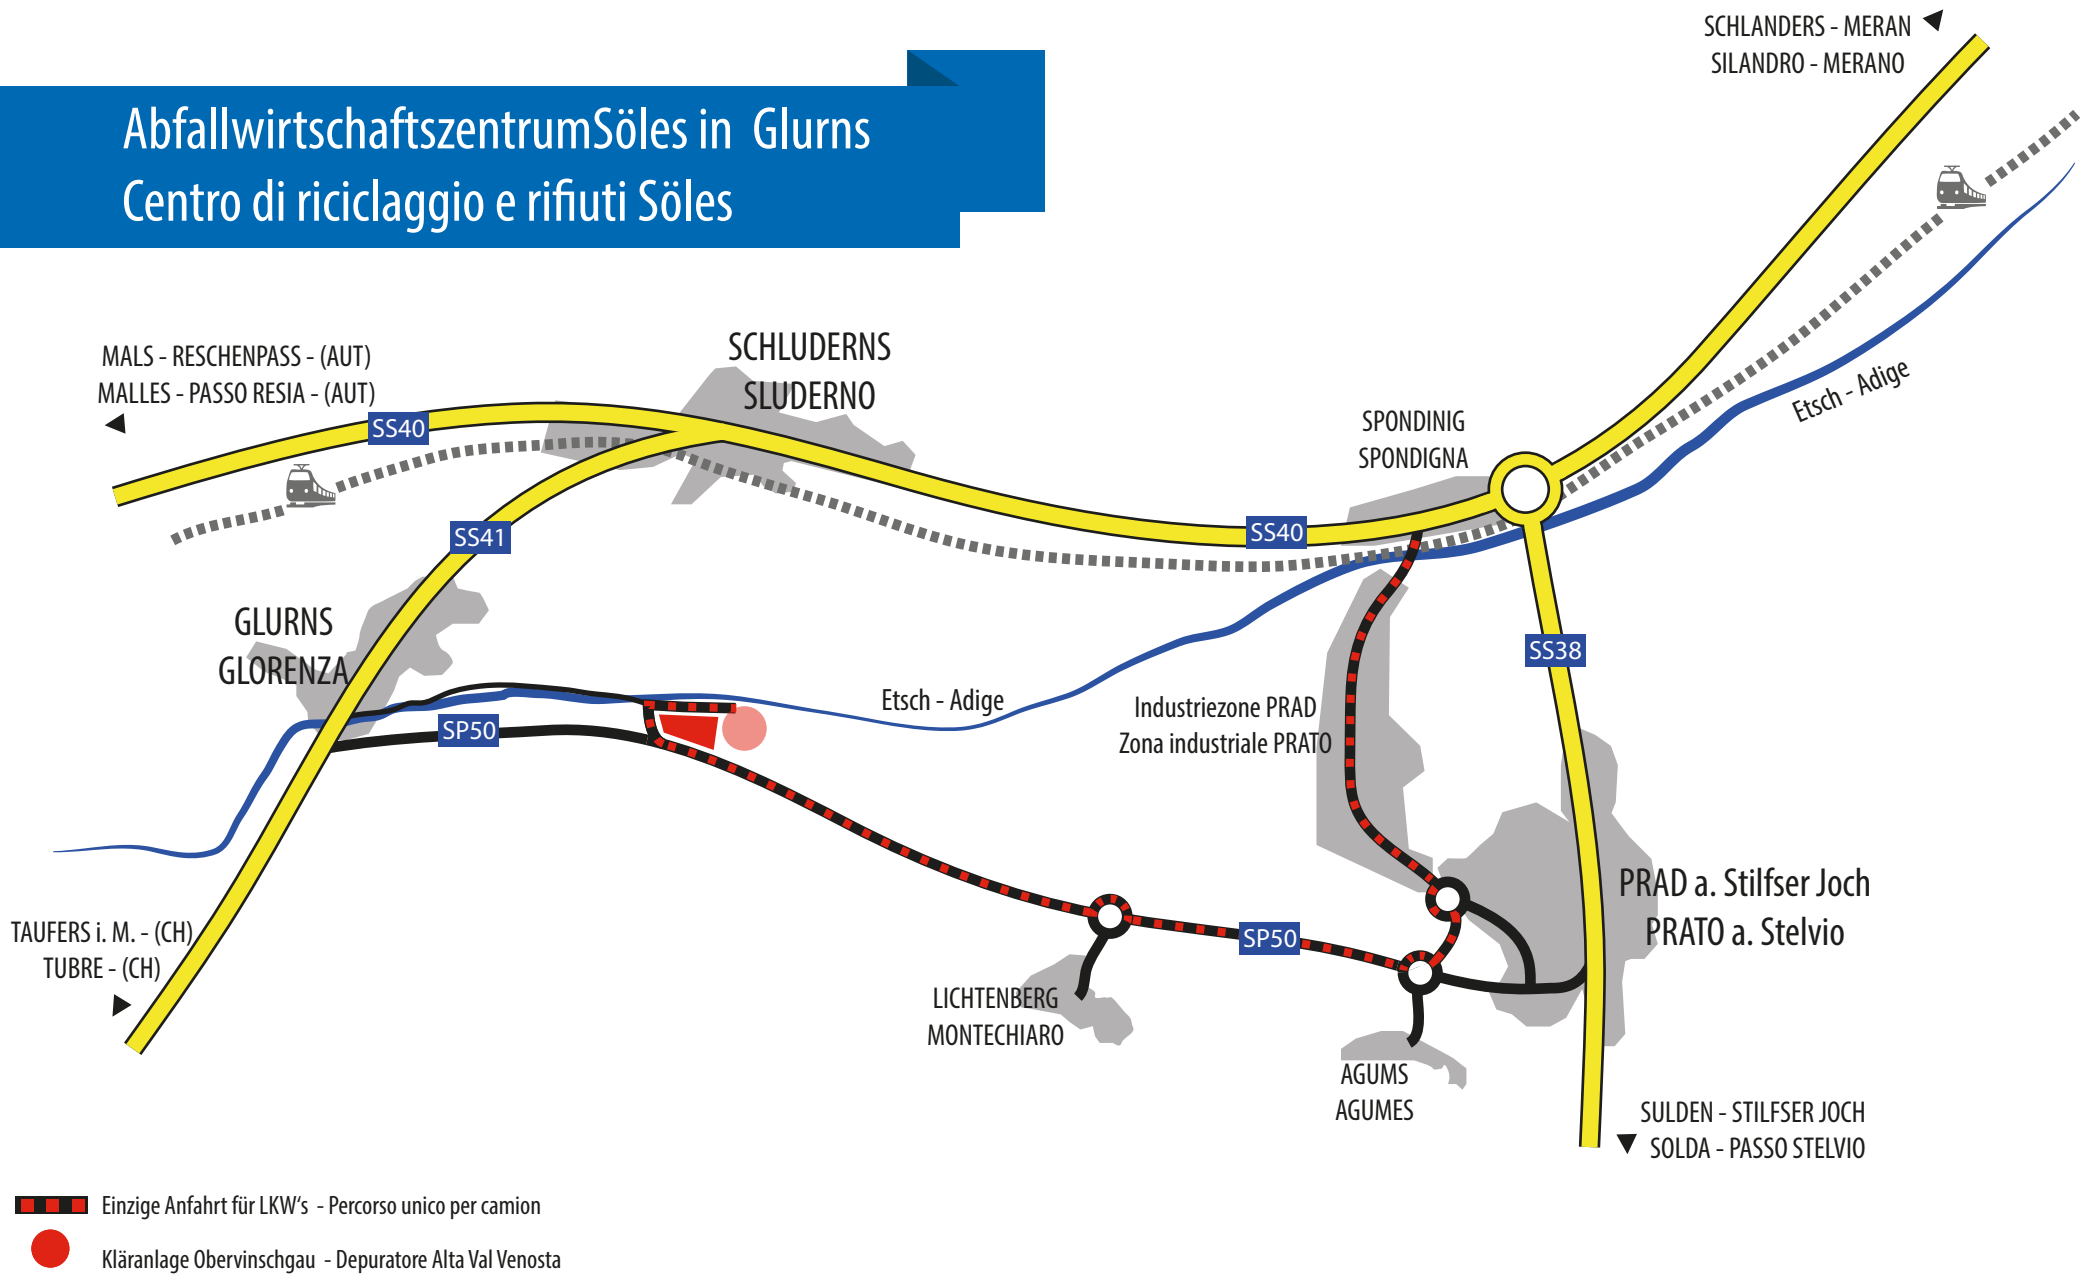 SCHLANDERS - MERAN
SILANDRO - MERANO
AbfallwirtschaftszentrumSöles in Glurns
Centro di riciclaggio e rifiuti Söles
MALS - RESCHENPASS - (AUT)
MALLES - PASSO RESIA - (AUT)
SS40
SCHLUDERNS
SLUDERNO
Etsch - Adige
SPONDINIG
SPONDIGNA
SS41
SS40
GLURNS
GLORENZA
SS38
SP50
Etsch - Adige
Industriezone PRAD
Zona industriale PRATO
PRAD a. Stilfser Joch
PRATO a. Stelvio
TAUFERS i. M. - (CH)
TUBRE - (CH)
SP50
LICHTENBERG
MONTECHIARO
AGUMS
AGUMES
SULDEN - STILFSER JOCH
SOLDA - PASSO STELVIO
Einzige Anfahrt für LKW‘s - Percorso unico per camion
Kläranlage Obervinschgau - Depuratore Alta Val Venosta